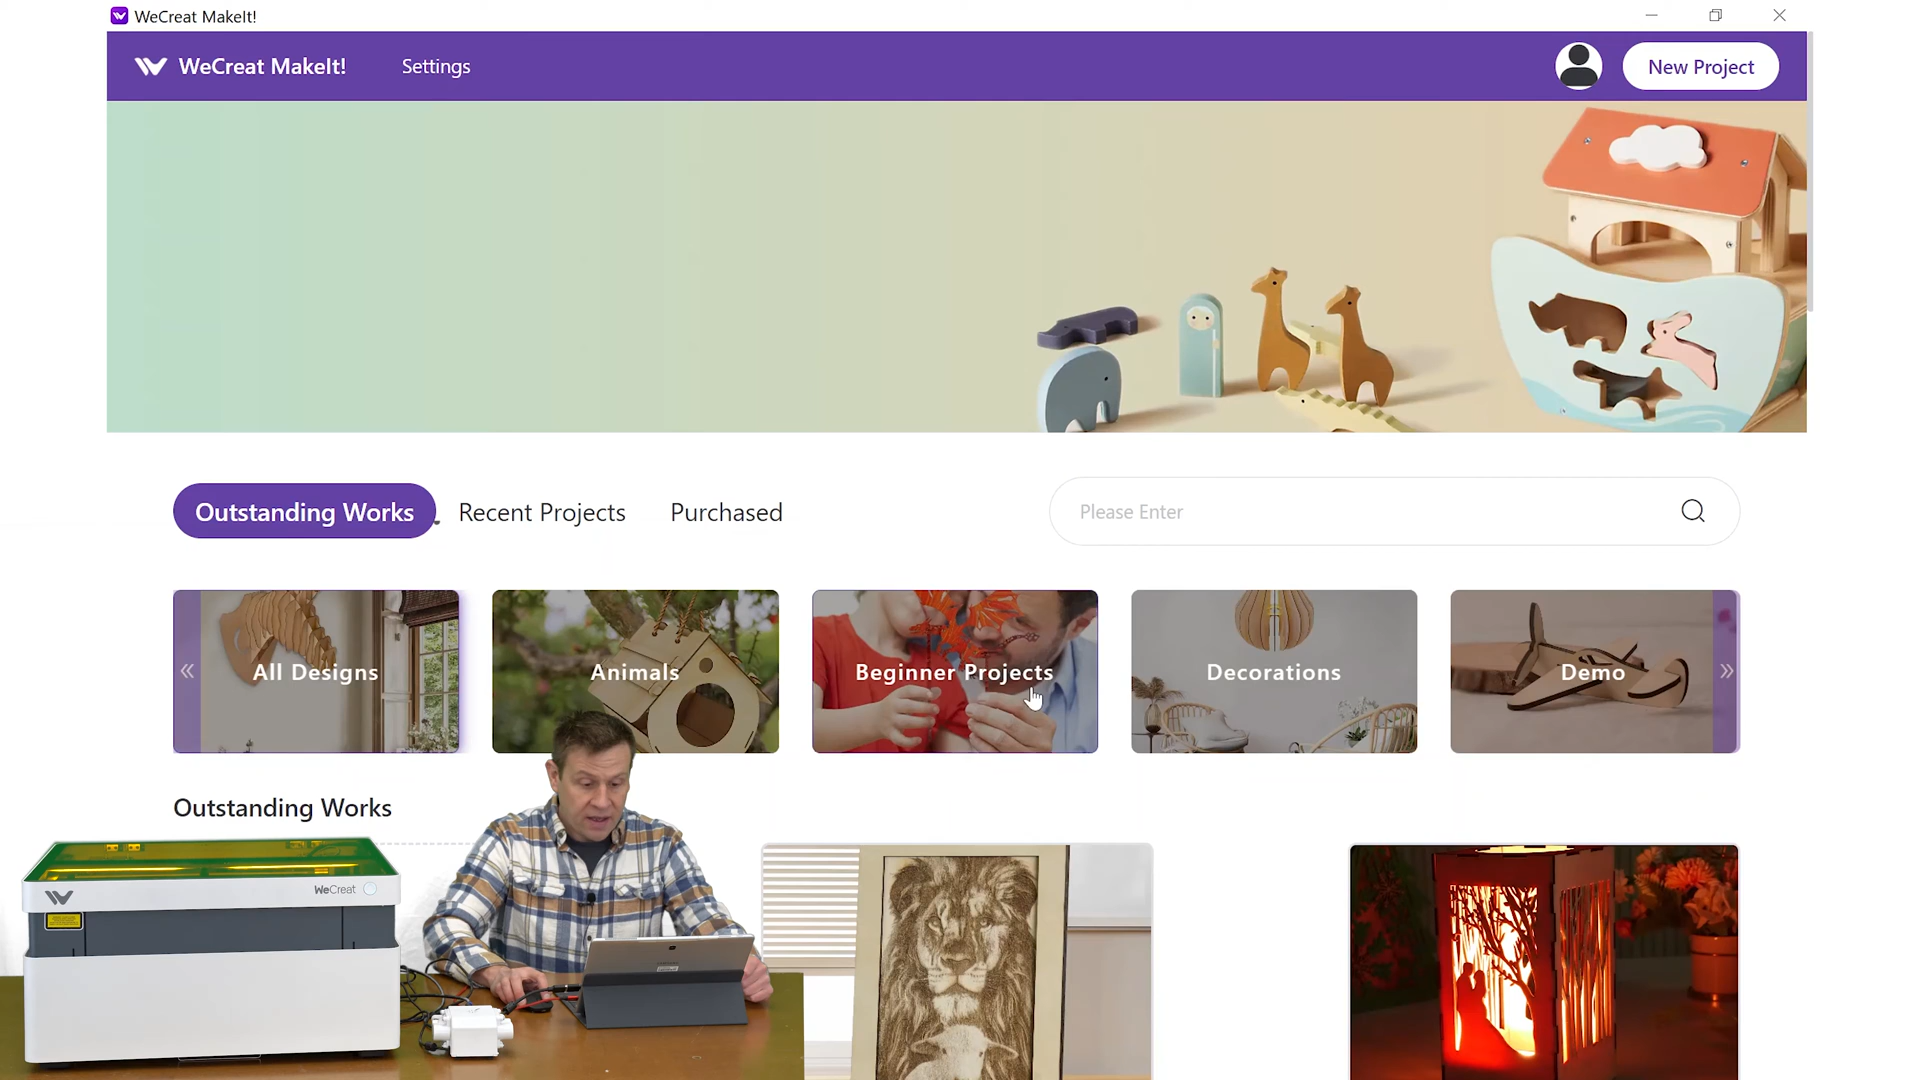 WeCreat MakeIt!
WeCreat MakeIt!
Settings
New Project
Outstanding Works
Recent Projects
Purchased
Please Enter
All Designs
Animals
Beginner Projects
Decorations
Demo
Outstanding Works
WeCreat